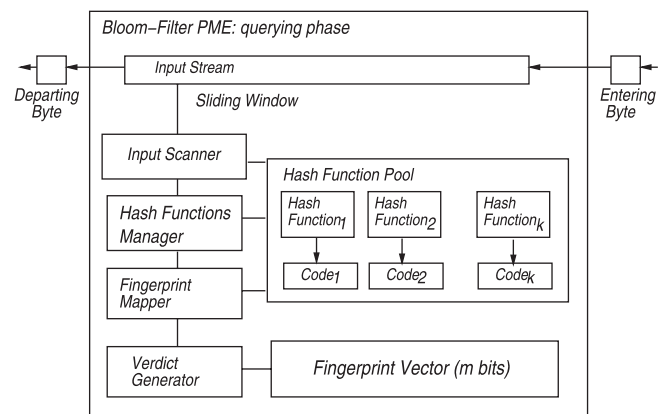 Bloom−Filter PME: querying phase
Input Stream
Departing
Byte
Sliding Window
Entering
Byte
Input Scanner
Hash Function Pool
Hash Functions
Manager
Hash
Function1
Hash
Function2
Hash
Functionk
Code1
Code2
Codek
Fingerprint
Mapper
Verdict
Generator
Fingerprint Vector (m bits)